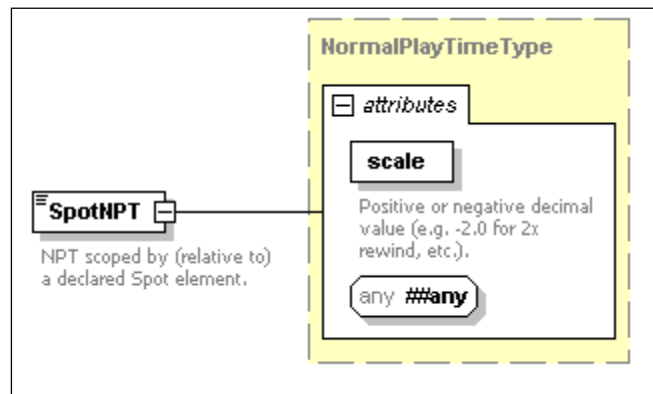 NormalPlayTimeType
attributes
scale
Positive or negative decimal
value (e.g. -2.0 for 2x
rewind, etc.).
any ##any
SpotNPT
NPT scoped by (relative to)
a declared Spot element.